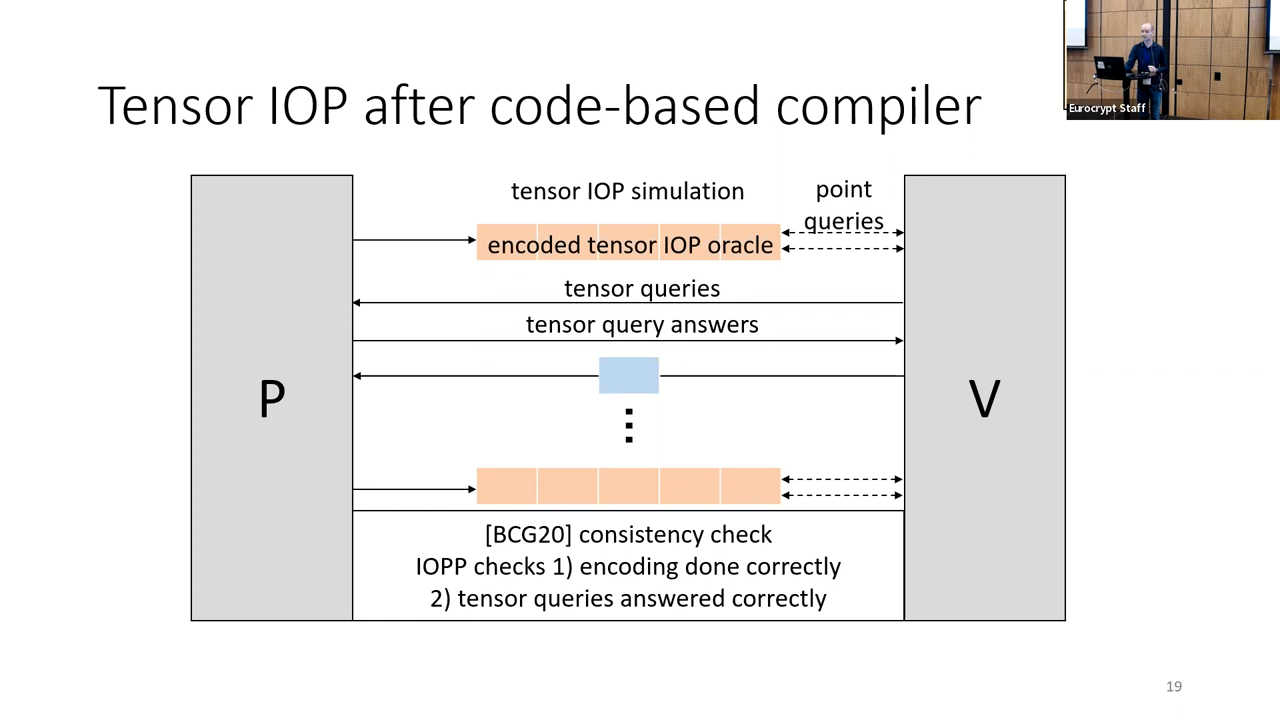 Eurocrypt Staff
Tensor IOP after code-based compiler
tensor IOP simulation
point
queries
encoded tensor IOP oracle
tensor queries
tensor query answers
P
V
[BCG20] consistency check
IOPP checks 1) encoding done correctly
2) tensor queries answered correctly
19